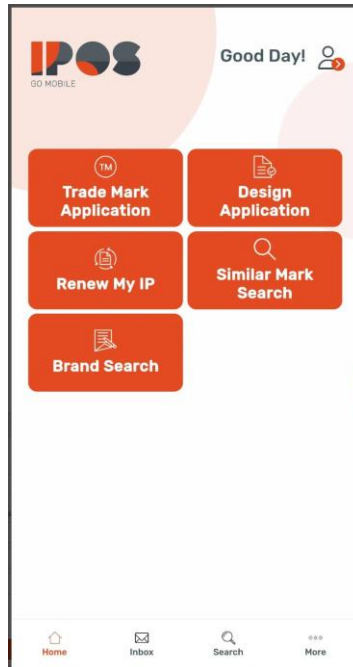 IPOS
GO MOBILE
Good Day!
TM
Trade Mark
Application
Design
Application
Renew My IP
Similar Mark
Search
Brand Search
Home
Inbox
Search
More